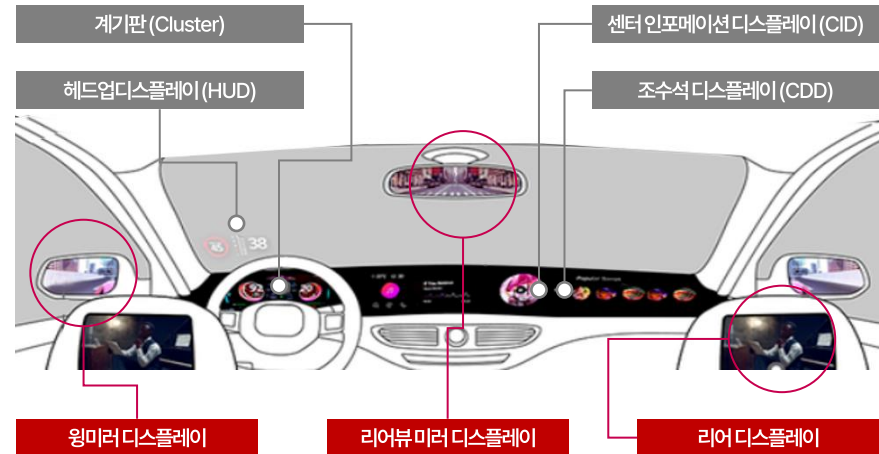 계기판 (Cluster)
센터 인포메이션 디스플레이 (CID)
헤드업디스플레이 (HUD)
조수석 디스플레이 (CDD)
38
윙미러 디스플레이
리어뷰 미러 디스플레이
리어 디스플레이